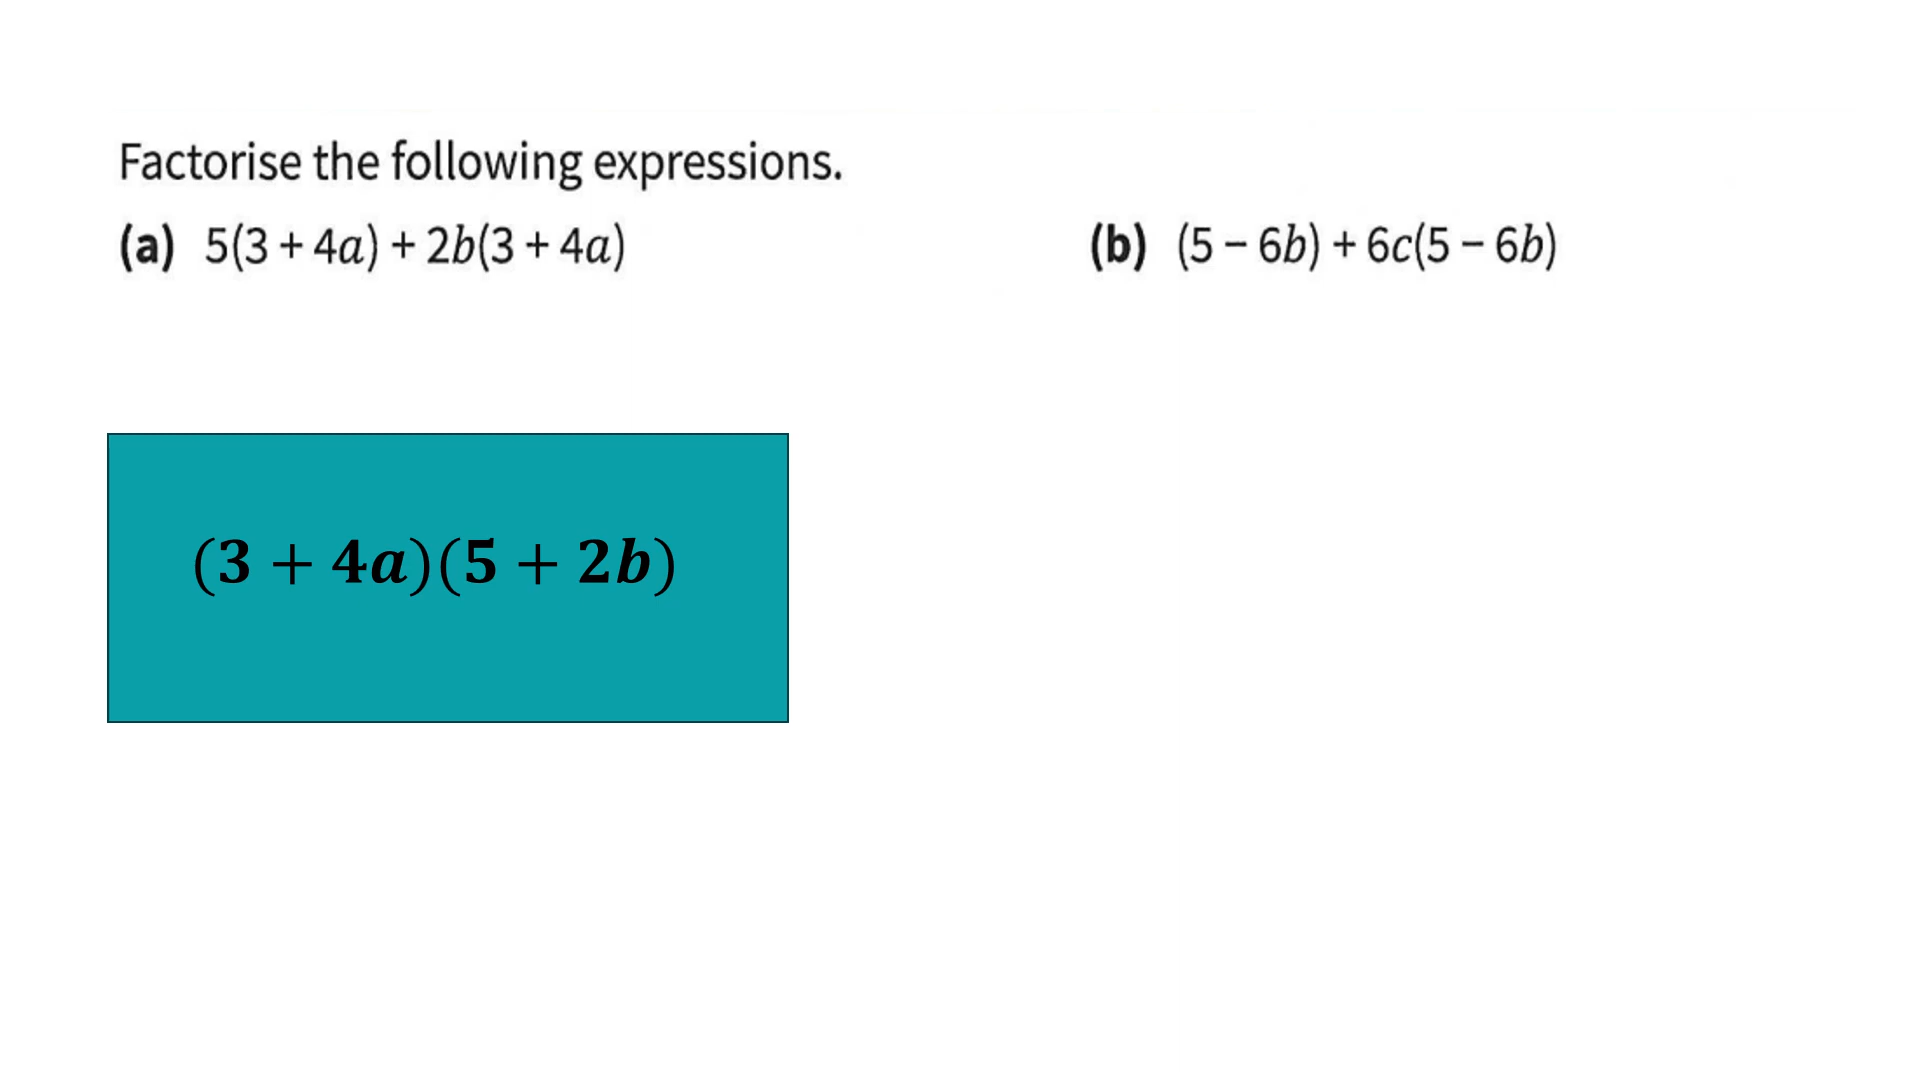 Factorise the following expressions.
(a) 5(3 + 4a) + 2b(3 + 4a)
(b) (5 − 6b) + 6c(5 − 6b)
(3 + 4a)(5 + 2b)